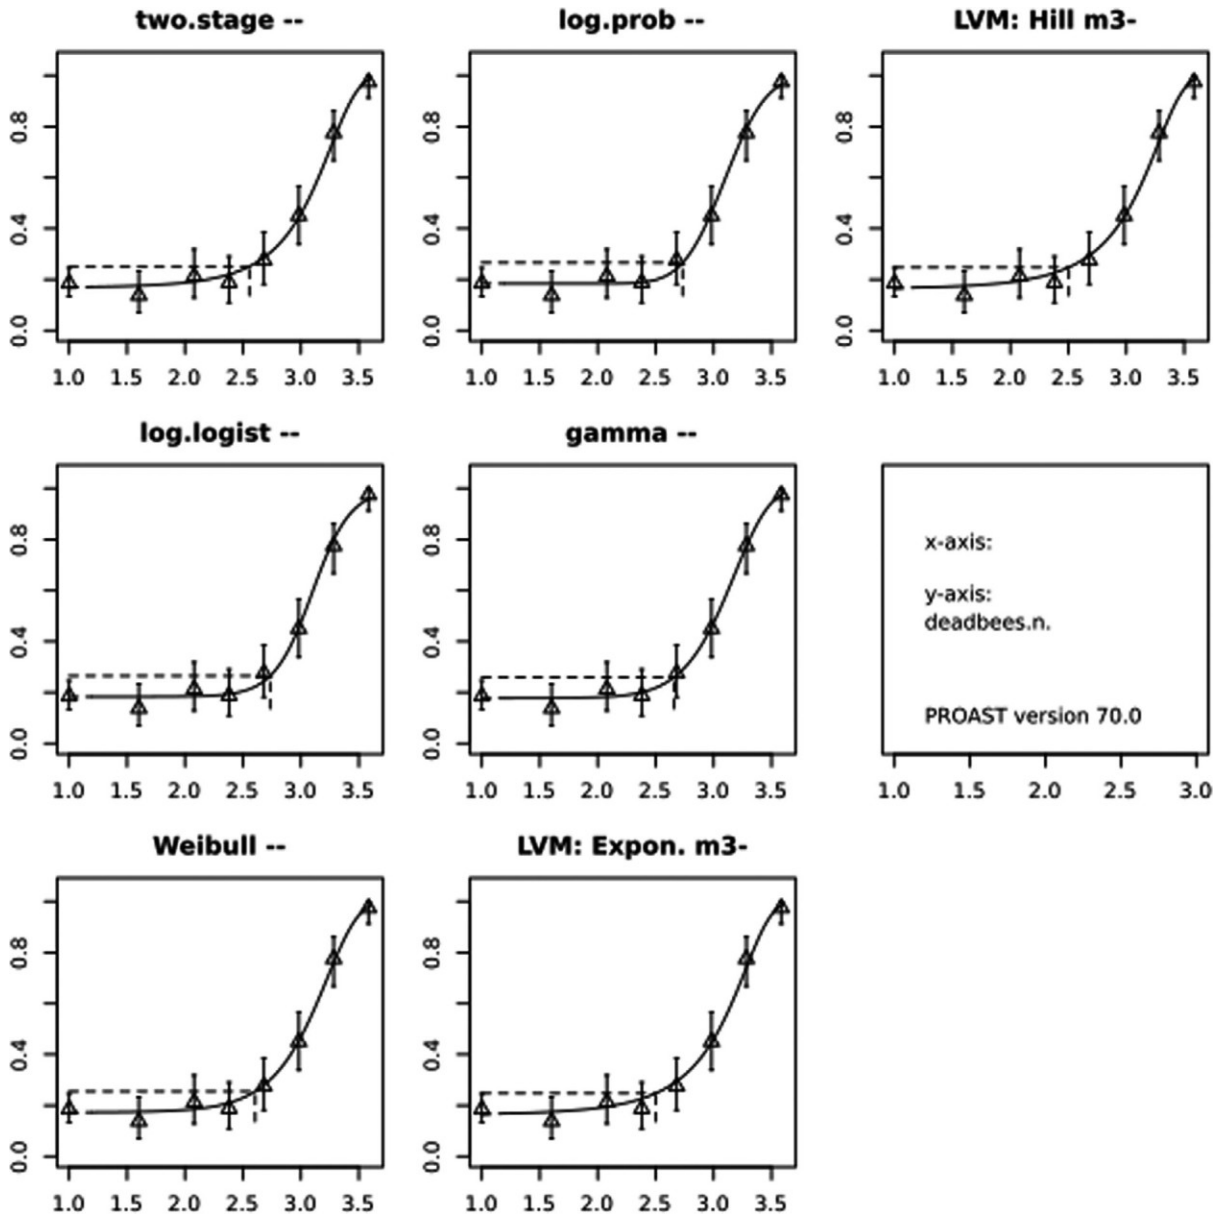 two.stage --
log.prob --
LVM: Hill m3-
0.0 0.4 0.8
0.0 0.4 0.8
0.0 0.4 0.8
1.0 1.5 2.0 2.5 3.0 3.5
1.0 1.5 2.0 2.5 3.0 3.5
1.0 1.5 2.0 2.5 3.0 3.5
log.logist --
gamma --
0.0 0.4 0.8
0.0 0.4 0.8
x-axis:
y-axis:
deadbees.n.
PROAST version 70.0
1.0 1.5 2.0 2.5 3.0 3.5
1.0 1.5 2.0 2.5 3.0 3.5
1.0 1.5 2.0 2.5 3.0
Weibull --
LVM: Expon. m3-
0.0 0.4 0.8
0.0 0.4 0.8
1.0 1.5 2.0 2.5 3.0 3.5
1.0 1.5 2.0 2.5 3.0 3.5